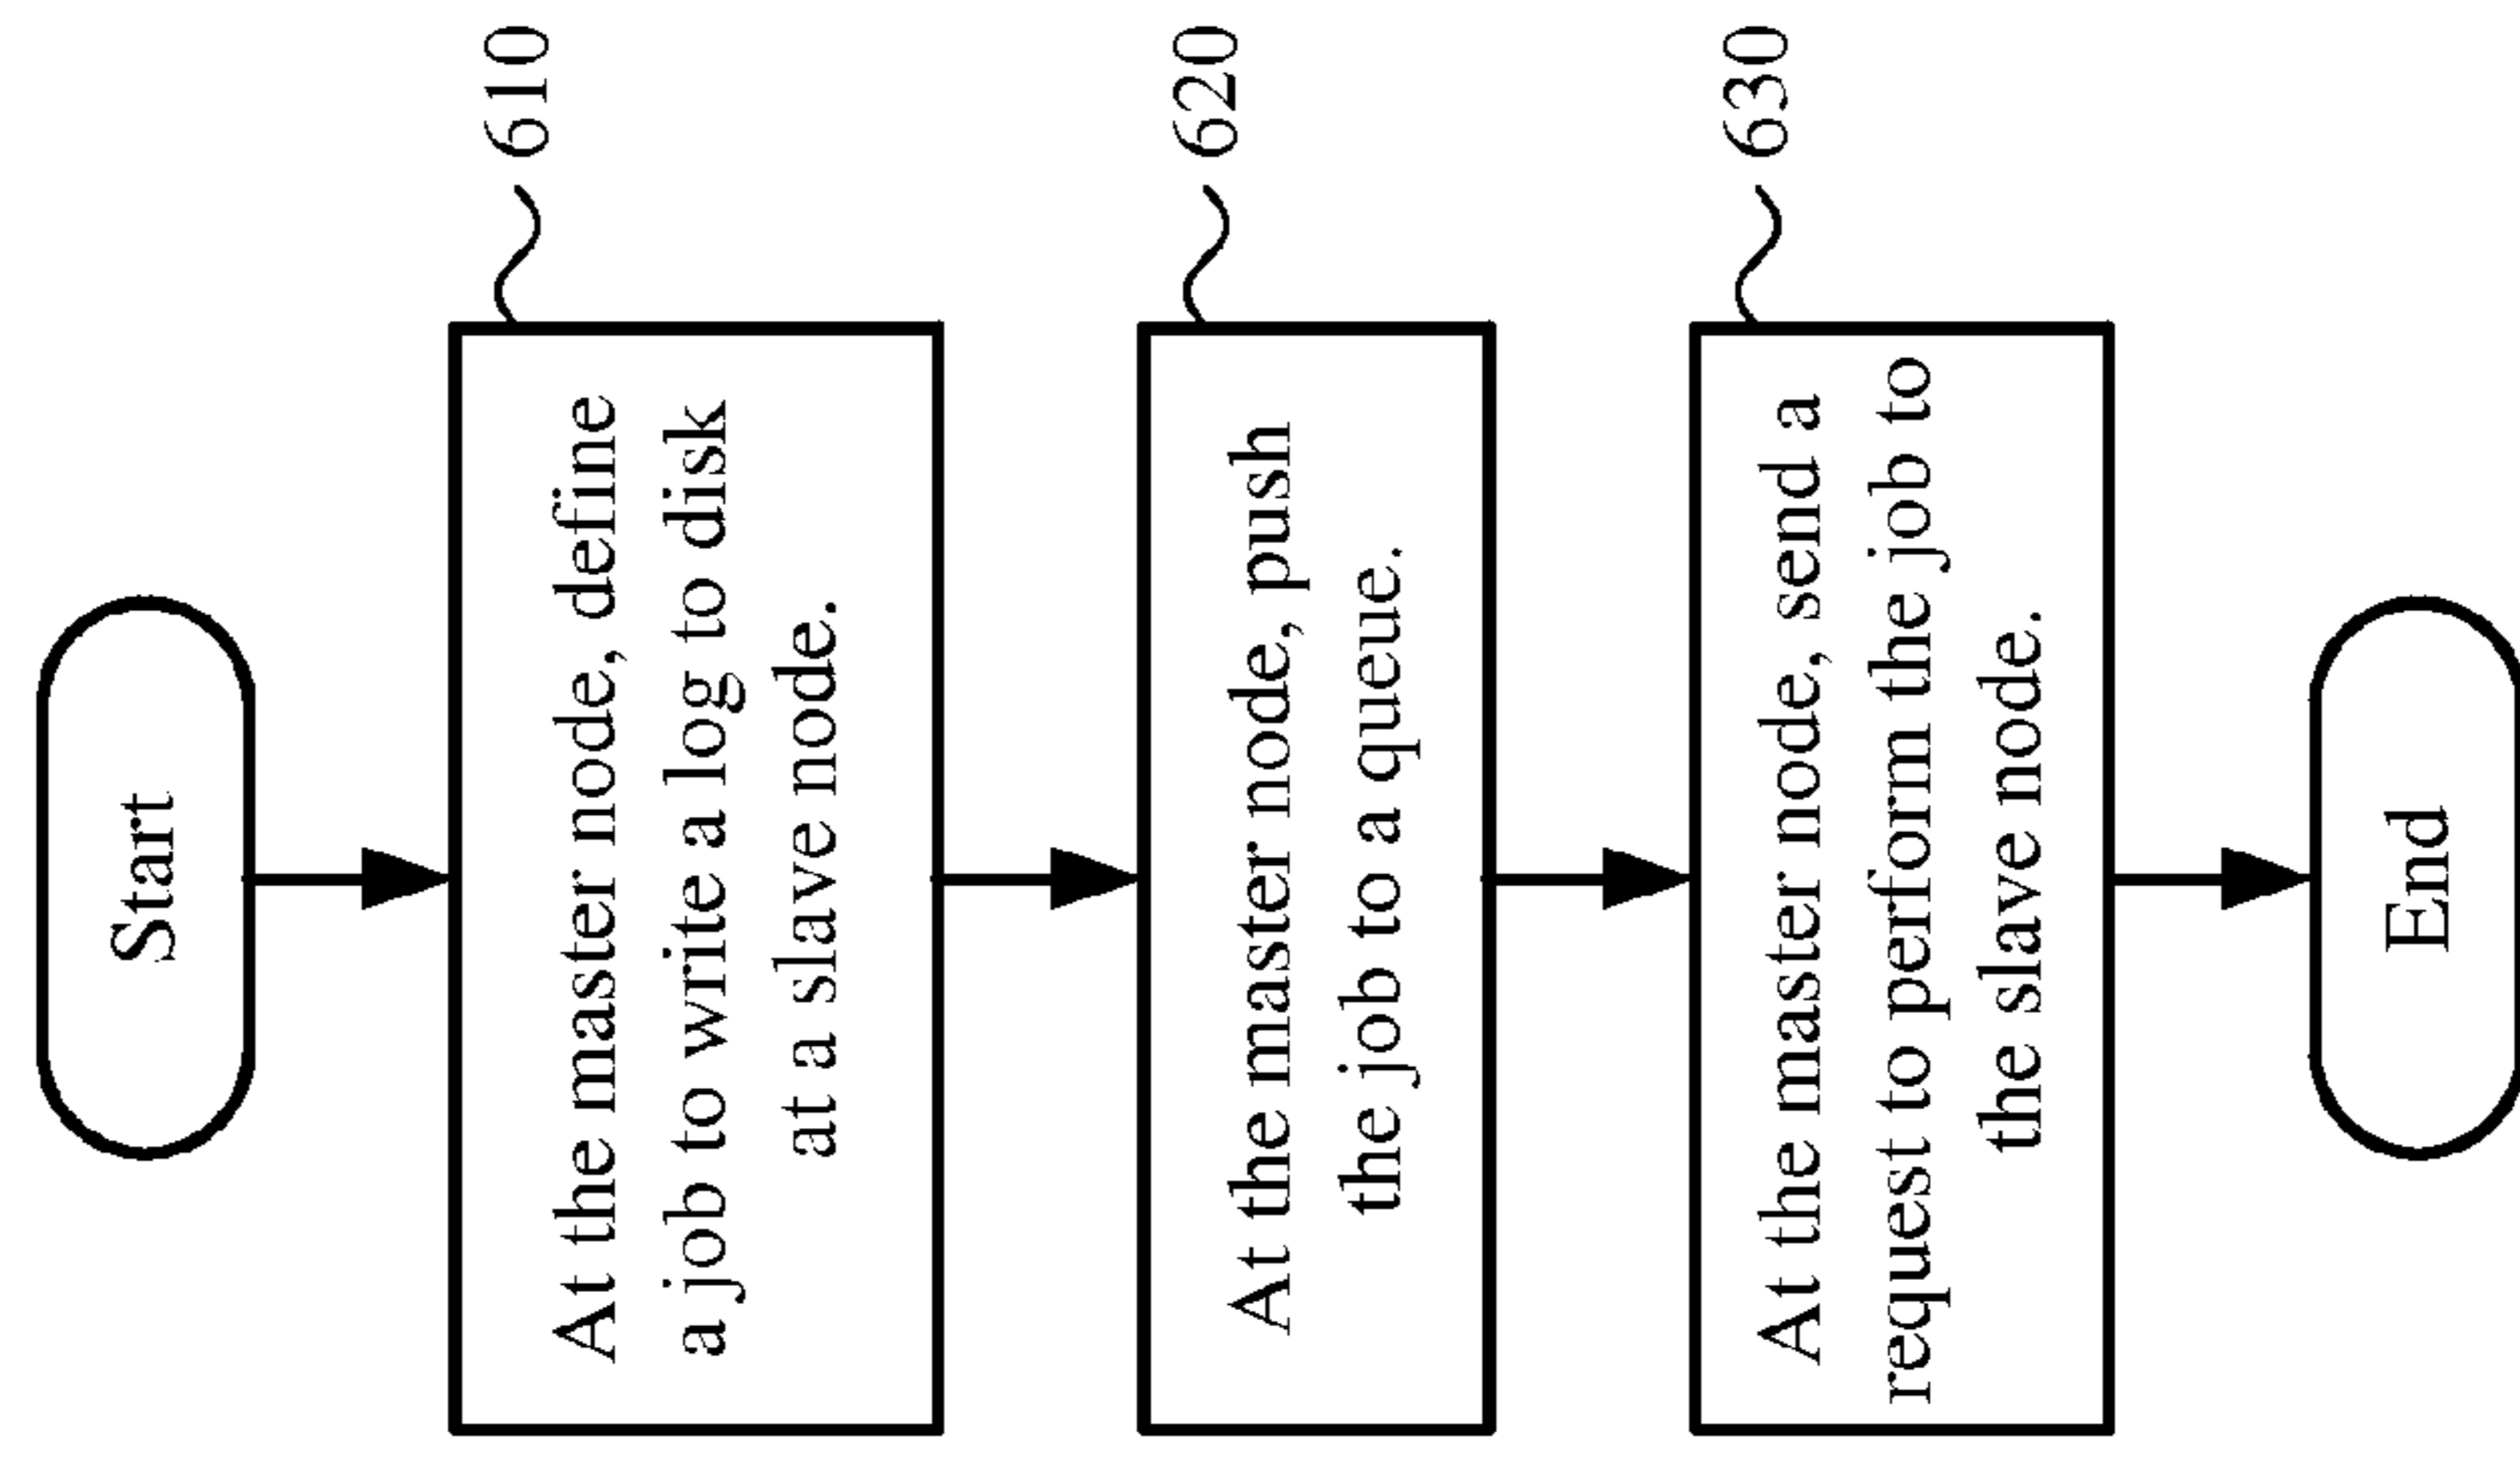 Start
610
At the master node, define
a job to write a log to disk
at a slave node.
620
At the master node, push
the job to a queue.
630
At the master node, send a
request to perform the job to
the slave node.
End